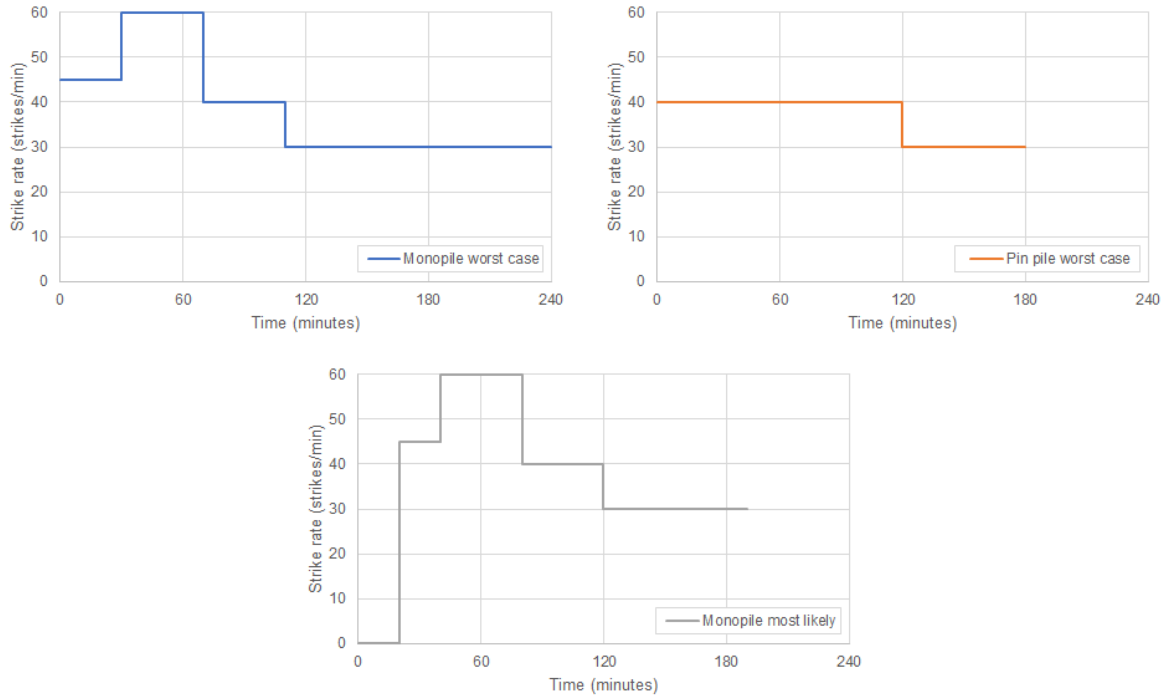 60
50
40
30
20
10
0
Strike rate (strikes/min)
Monopile worst case
0 60 120 180 240
Time (minutes)
60
50
40
30
20
10
0
Strike rate (strikes/min)
Pin pile worst case
0 60 120 180 240
Time (minutes)
60
50
40
30
20
10
0
Strike rate (strikes/min)
Monopile most likely
0 60 120 180 240
Time (minutes)